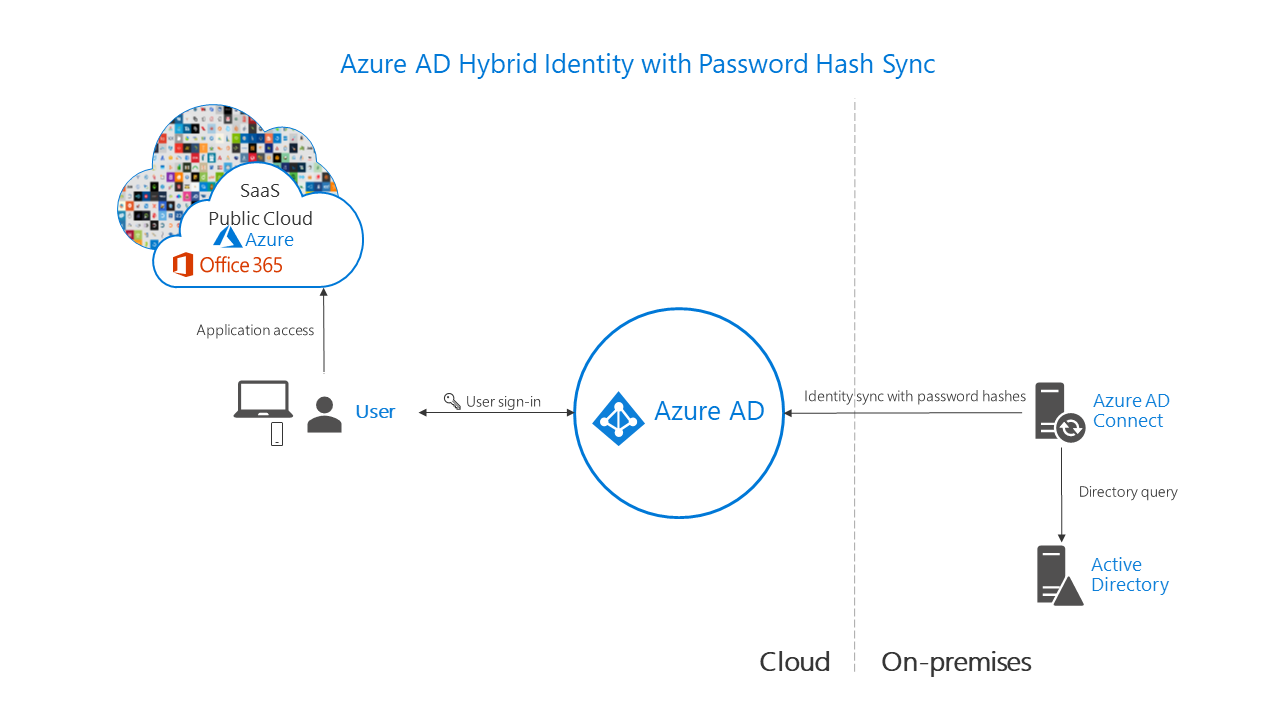 Azure AD Hybrid Identity with Password Hash Sync
SaaS
Public Cloud
Azure
Office 365
Application access
User
User sign-in
Azure AD
Identity sync with password hashes
Azure AD
Connect
Directory query
Active
Directory
Cloud
On-premises